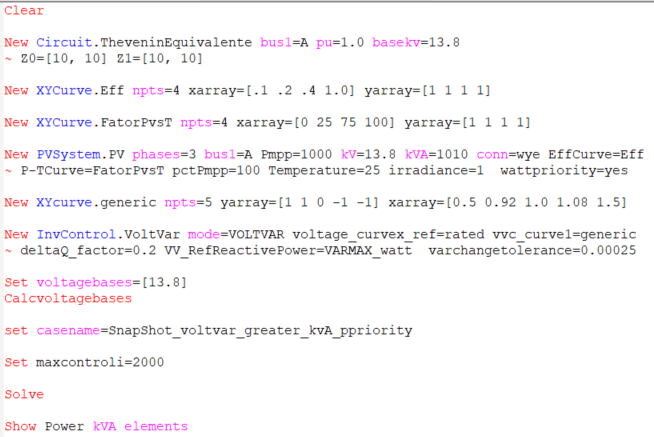 Clear
New Circuit.TheveninEquivalente bus1=A pu=1.0 basekv=13.8
~ Z0=[10, 10] Z1=[10, 10]
New XYCurve.Eff npts=4 xarray=[.1 .2 .4 1.0] yarray=[1 1 1 1]
New XYCurve.FatorPvsT npts=4 xarray=[0 25 75 100] yarray=[1 1 1 1]
New PVSystem.PV phases=3 bus1=A Pmpp=1000 kV=13.8 kVA=1010 conn=wye EffCurve=Eff
~ P-TCurve=FatorPvsT pctPmpp=100 Temperature=25 irradiance=1 wattpriority=yes
New XYcurve.generic npts=5 yarray=[1 1 0 -1 -1] xarray=[0.5 0.92 1.0 1.08 1.5]
New InvControl.VoltVar mode=VOLTVAR voltage_curvex_ref=rated vvc_curve1=generic
~ deltaQ_factor=0.2 VV_RefReactivePower=VARMAX_watt varchangetolerance=0.00025
Set voltagebases=[13.8]
Calcvoltagebases
set casename=SnapShot_voltvar_greater_kvA_ppriority
Set maxcontroli=2000
Solve
Show Power kVA elements